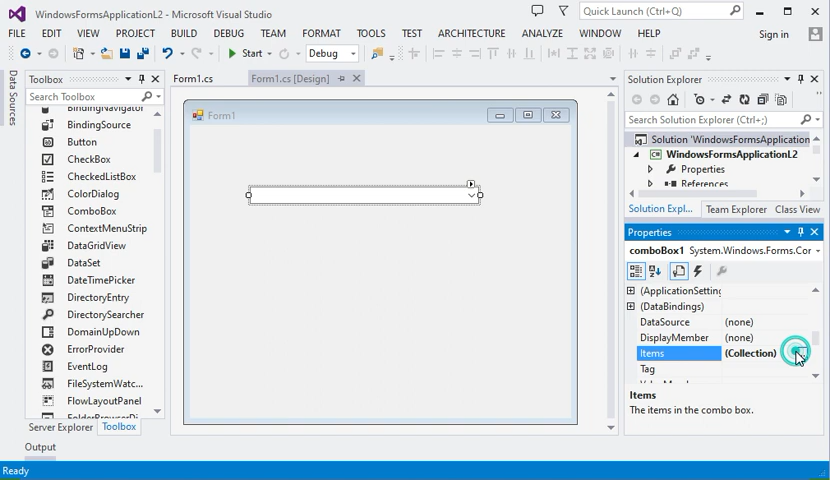 WindowsFormsApplicationL2 - Microsoft Visual Studio
Quick Launch (Ctrl+Q)
FILE EDIT VIEW PROJECT BUILD DEBUG TEAM FORMAT TOOLS TEST ARCHITECTURE ANALYZE WINDOW HELP
Sign in
Start
Debug
Data Sources
Toolbox
Search Toolbox
BindingNavigator
BindingSource
Button
CheckBox
CheckedListBox
ColorDialog
ComboBox
ContextMenuStrip
DataGridView
DataSet
DateTimePicker
DirectoryEntry
DirectorySearcher
DomainUpDown
ErrorProvider
EventLog
FileSystemWatc...
FlowLayoutPanel
FolderBrowserDi...
Server Explorer Toolbox
Form1.cs Form1.cs [Design]
Form1
Solution Explorer
Search Solution Explorer (Ctrl+;)
Solution 'WindowsFormsApplication
WindowsFormsApplicationL2
Properties
References
Solution Expl... Team Explorer Class View
Properties
comboBox1 System.Windows.Forms.Cor
(ApplicationSetting
(DataBindings)
DataSource (none)
DisplayMember (none)
Items (Collection)
Tag
Items
The items in the combo box.
Output
Ready